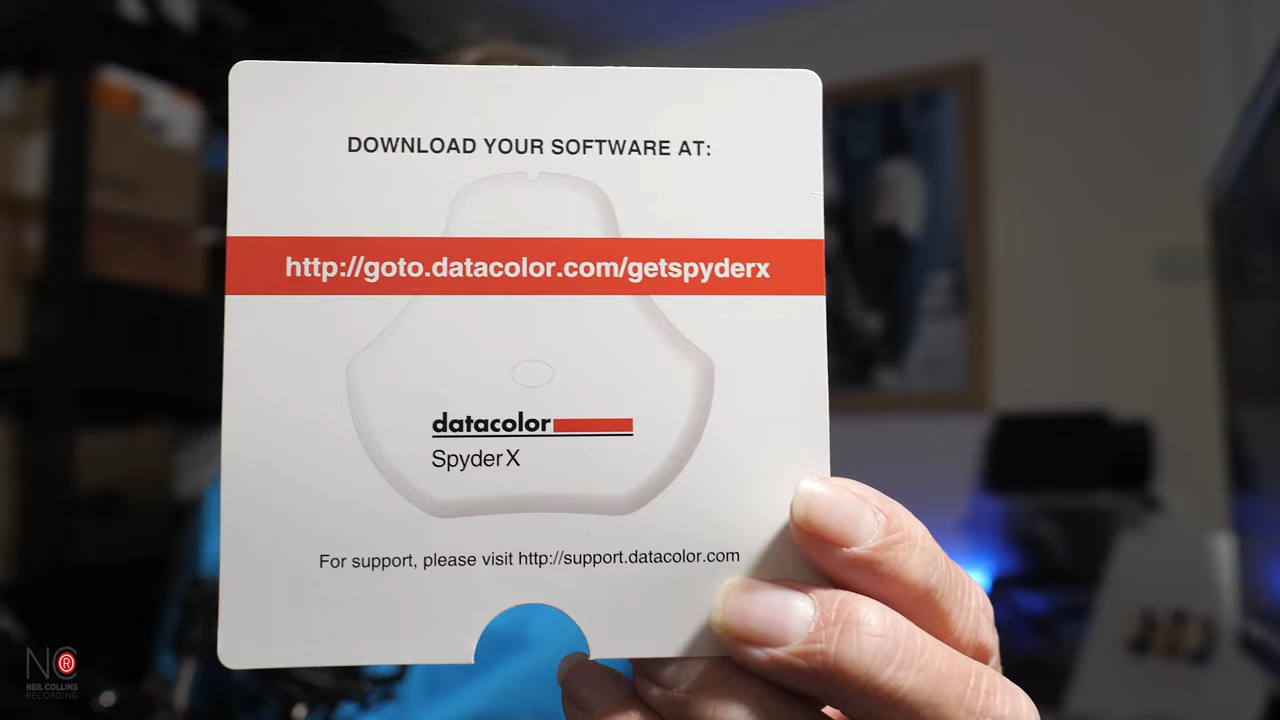 DOWNLOAD YOUR SOFTWARE AT:
http://goto.datacolor.com/getspyderx
datacolor
Spyder X
For support, please visit http://support.datacolor.com
NC®
NEIL COLLINS
RECORDING